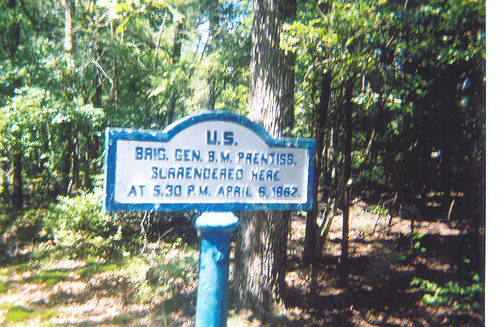 U.S.
BRIG. GEN. B.M. PRENTISS,
SURRENDERED HERE
AT 5.30 P.M. APRIL 6, 1862.